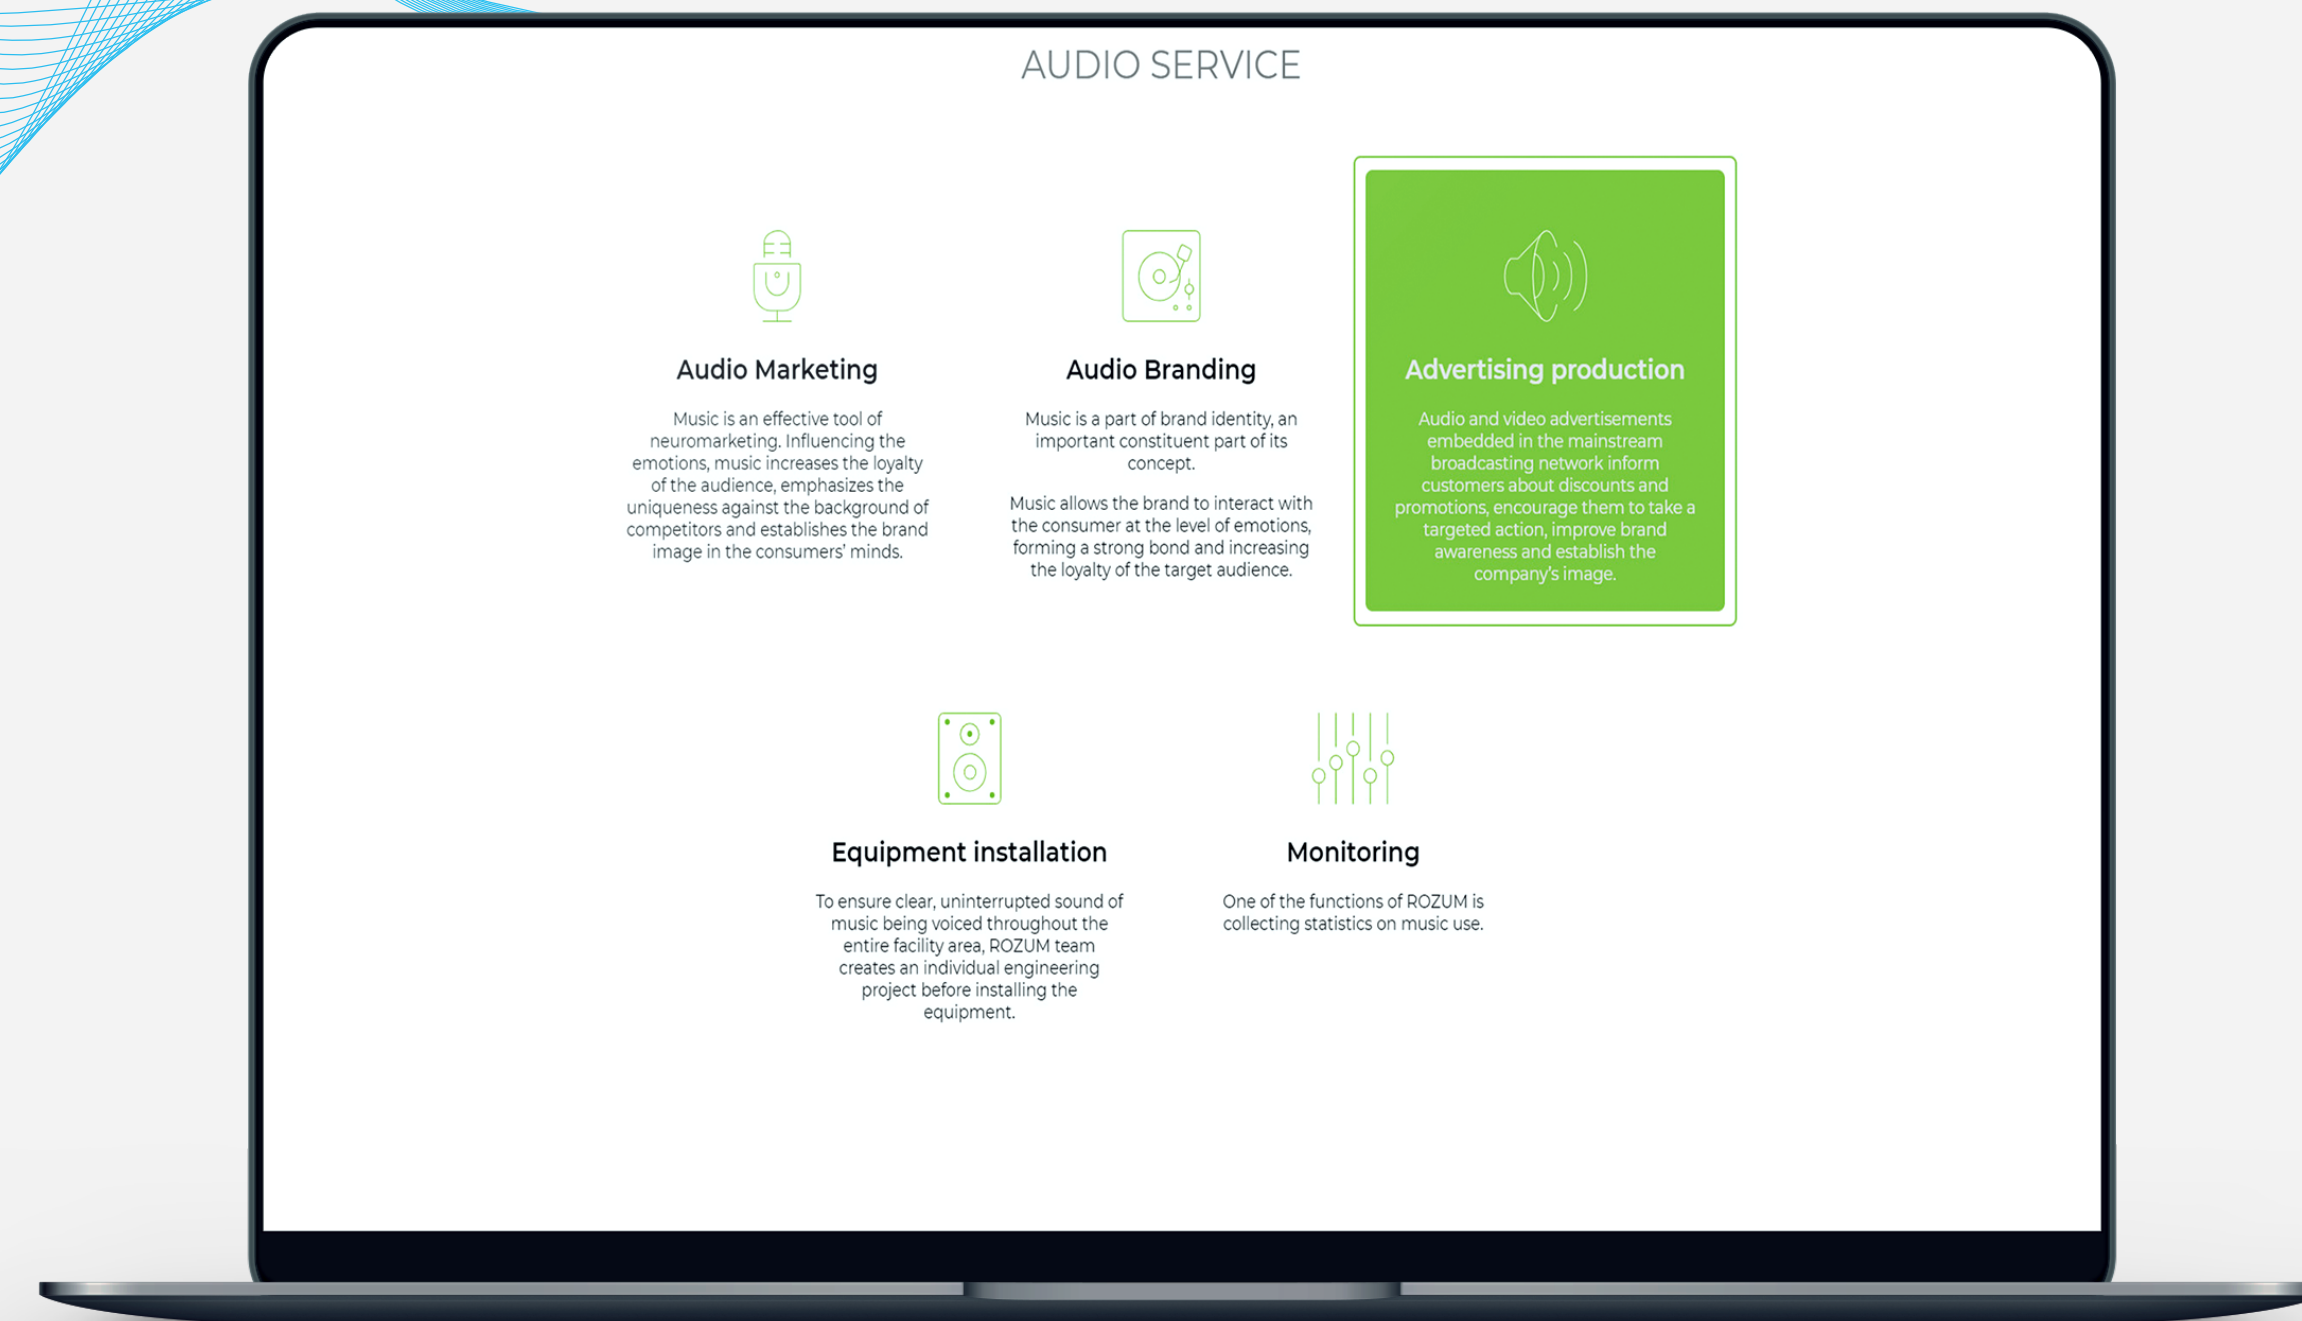 AUDIO SERVICE
Audio Marketing
Music is an effective tool of
neuromarketing. Influencing the
emotions, music increases the loyalty
of the audience, emphasizes the
uniqueness against the background of
competitors and establishes the brand
image in the consumers' minds.
Audio Branding
Music is a part of brand identity, an
important constituent part of its
concept.
Music allows the brand to interact with
the consumer at the level of emotions,
forming a strong bond and increasing
the loyalty of the target audience.
Advertising production
Audio and video advertisements
embedded in the mainstream
broadcasting network inform
customers about discounts and
promotions, encourage them to take a
targeted action, improve brand
awareness and establish the
company's image.
Equipment installation
To ensure clear, uninterrupted sound of
music being voiced throughout the
entire facility area, ROZUM team
creates an individual engineering
project before installing the
equipment.
Monitoring
One of the functions of ROZUM is
collecting statistics on music use.